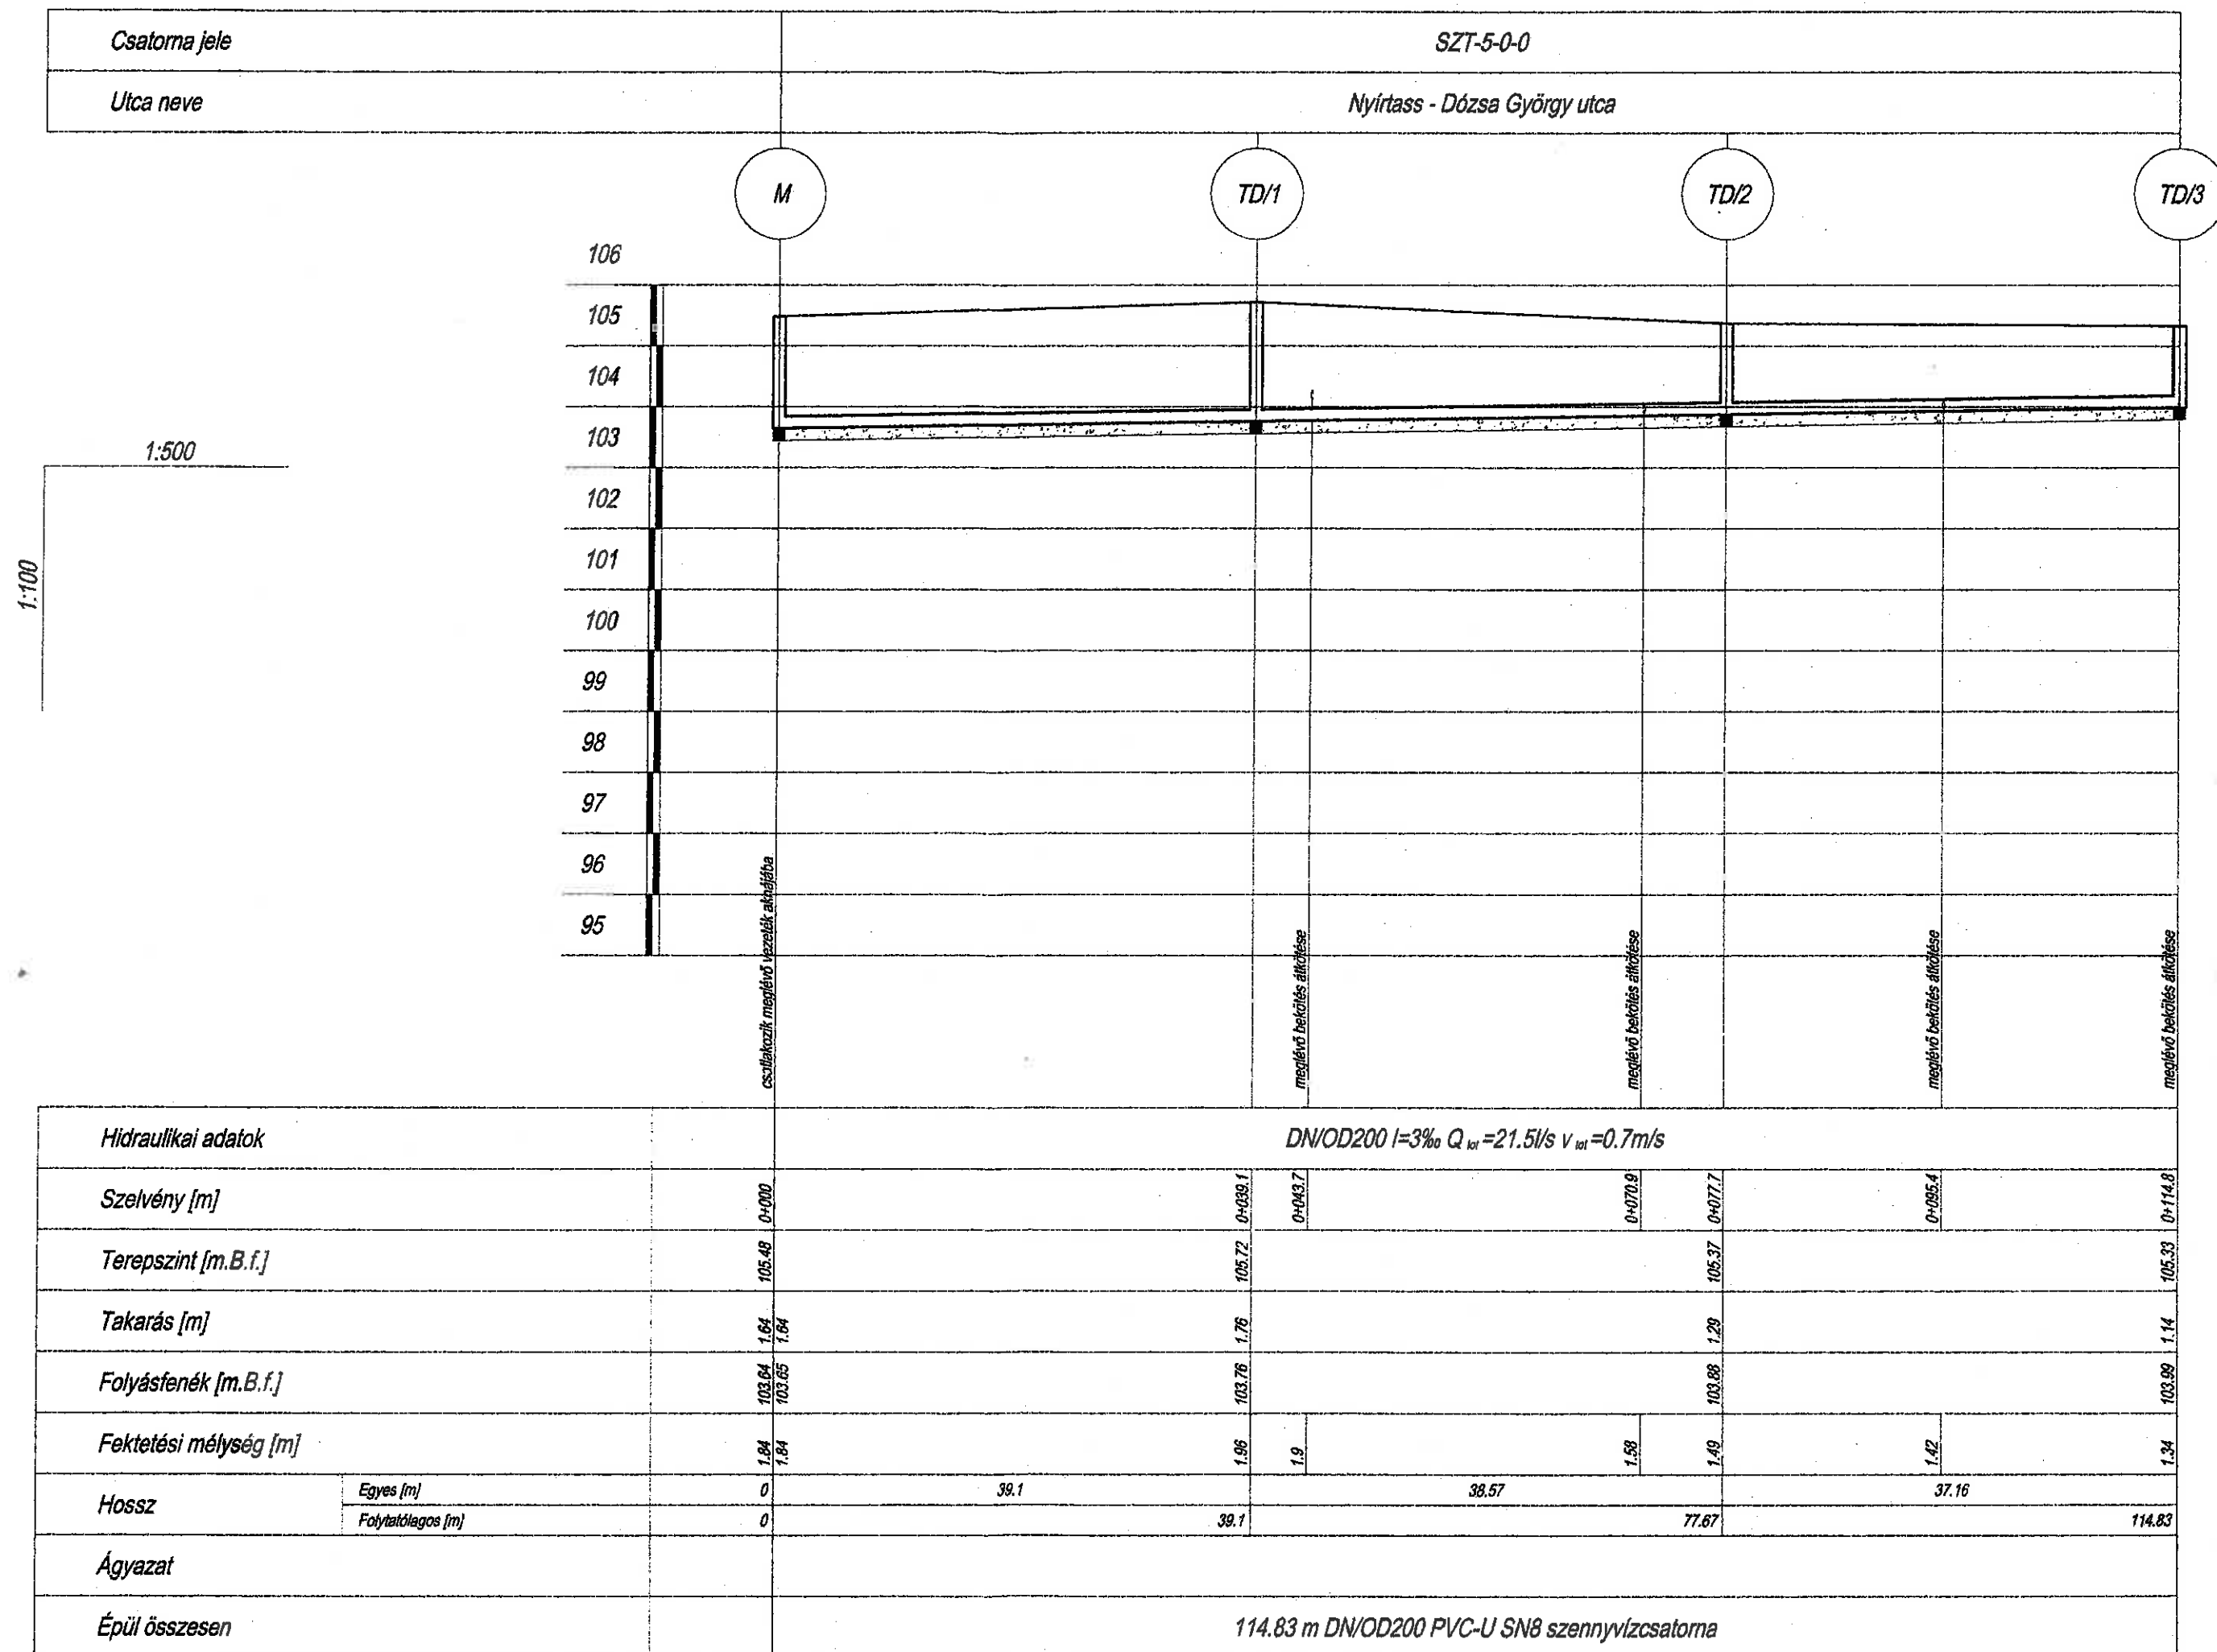 Csatorna jele SZT-5-0-0
Utca neve Nyírtass - Dózsa György utca
M TD/1 TD/2 TD/3
106
105
104
103
102
101
100
99
98
97
96
95
1:500
1:100
csatlakozik meglévő vezeték aknájába
meglévő bekötés átkötése
meglévő bekötés átkötése
meglévő bekötés átkötése
meglévő bekötés átkötése
Hidraulikai adatok DN/OD200 I=3‰ Q tel =21.5l/s v tel =0.7m/s
Szelvény [m] 0+000 0+039.1 0+043.7 0+070.9 0+077.7 0+095.4 0+114.8
Terepszint [m.B.f.] 105.48 105.72 105.37 105.33
Takarás [m] 1.64 1.64 1.76 1.29 1.14
Folyásfenék [m.B.f.] 103.64 103.65 103.76 103.88 103.99
Fektetési mélység [m] 1.84 1.84 1.96 1.9 1.58 1.49 1.42 1.34
Hossz
Egyes [m] 0 39.1 38.57 37.16
Folytatólagos [m] 0 39.1 77.67 114.83
Ágyazat
Épül összesen 114.83 m DN/OD200 PVC-U SN8 szennyvízcsatorna